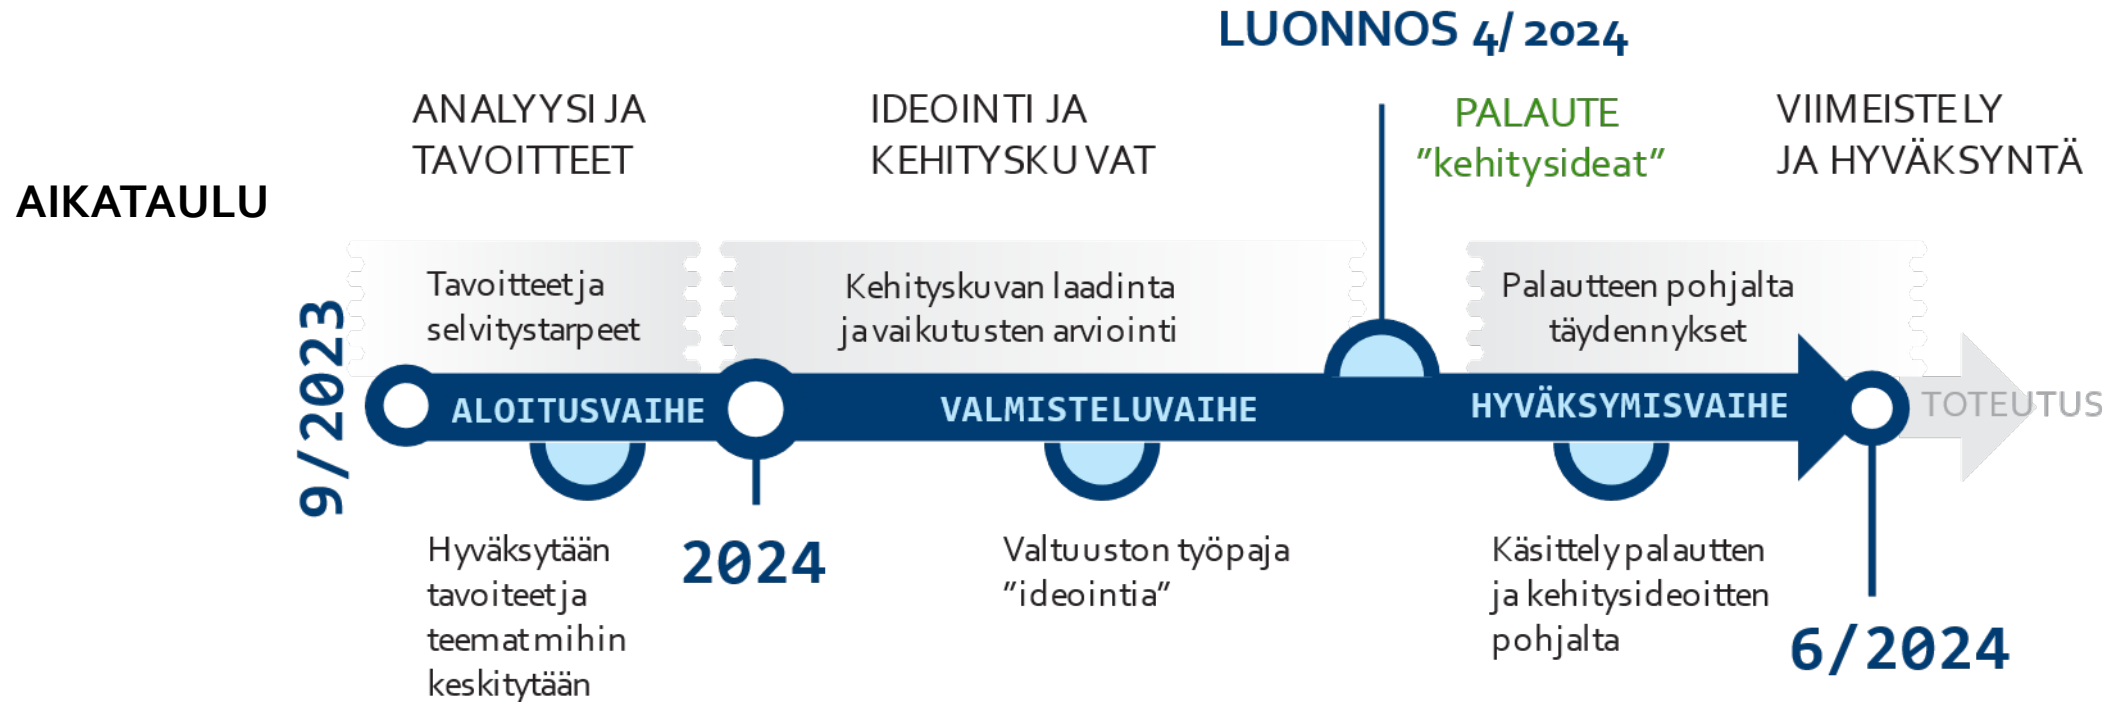 LUONNOS 4/2024
ANALYYSI JA
TAVOITTEET
IDEOINTI JA
KEHITYSKUVAT
PALAUTE
”kehitysideat”
VIIMEISTELY
JA HYVÄKSYNTÄ
AIKATAULU
Tavoitteet ja
selvitystarpeet
Kehityskuvan laadinta
ja vaikutusten arviointi
Palautteen pohjalta
täydennykset
9/2023
ALOITUSVAIHE
VALMISTELUVAIHE
HYVÄKSYMISVAIHE
TOTEUTUS
Hyväksytään
tavoiteet ja
teemat mihin
keskitytään
2024
Valtuuston työpaja
”ideointia”
Käsittely palautten
ja kehitysideoitten
pohjalta
6/2024